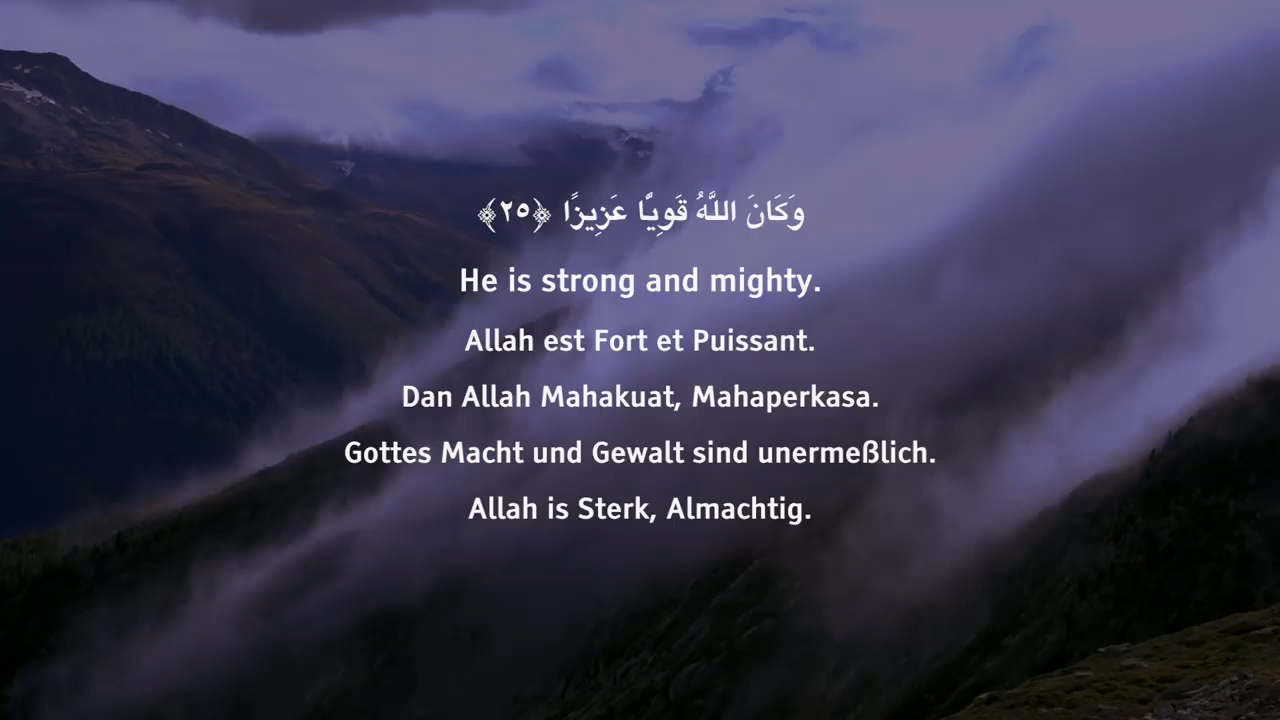 وَكَانَ اللَّهُ قَوِيًّا عَزِيزًا ﴿٢٥﴾
He is strong and mighty.
Allah est Fort et Puissant.
Dan Allah Mahakuat, Mahaperkasa.
Gottes Macht und Gewalt sind unermeßlich.
Allah is Sterk, Almachtig.